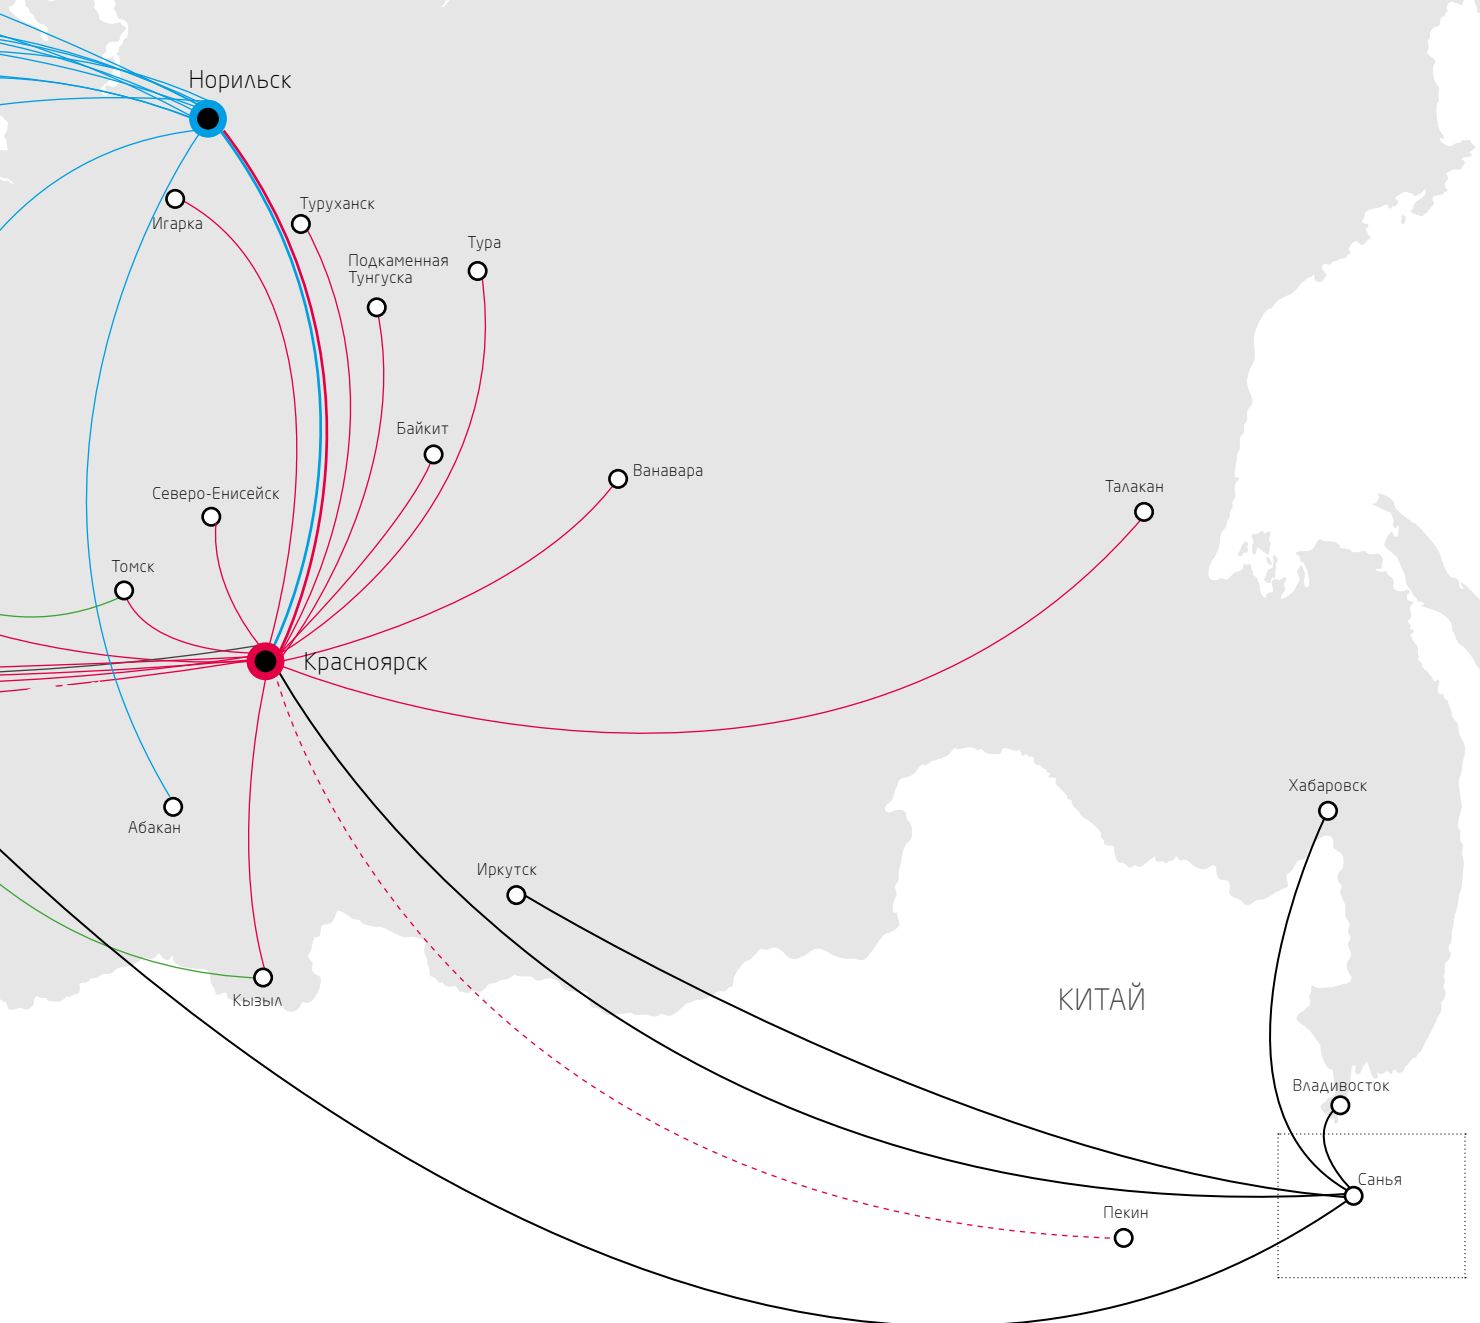 Норильск
Игарка
Туруханск
Подкаменная
Тунгуска
Тура
Байкит
Ванавара
Талакан
Северо-Енисейск
Томск
Красноярск
Хабаровск
Абакан
Иркутск
КИТАЙ
Кызыл
Владивосток
Санья
Пекин